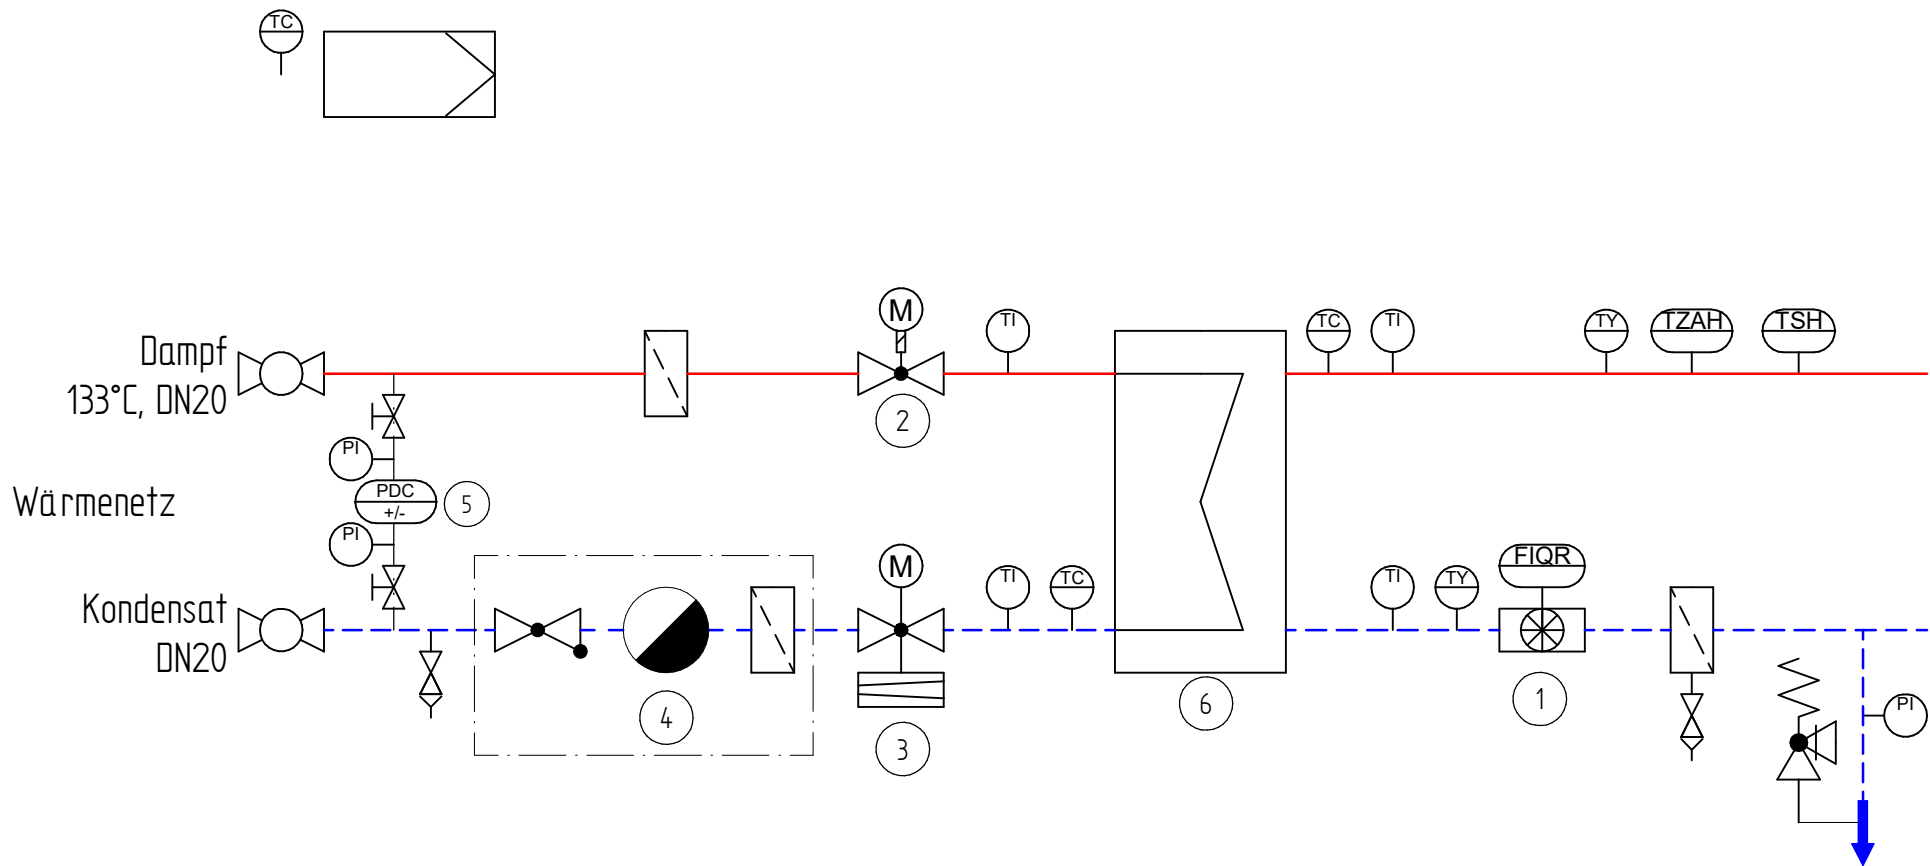 TC
M
TI
TC
TI
TY
TZAH
TSH
Dampf
133°C, DN20
2
PI
PDC
+/-
5
Wärmenetz
PI
M
TI
TC
TI
TY
FIQR
Kondensat
DN20
4
3
6
1
PI